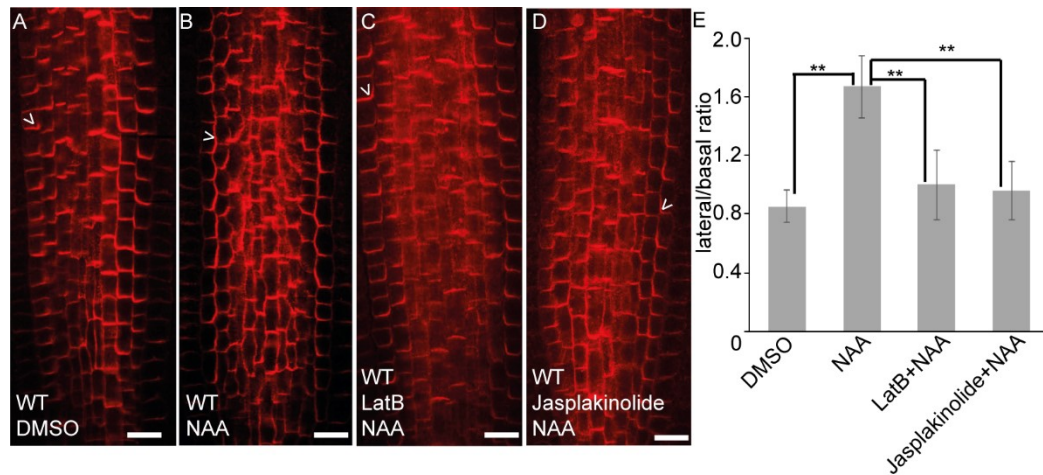 A
B
C
D
E
WT
DMSO
WT
NAA
WT
LatB
NAA
WT
Jasplakinolide
NAA
lateral/basal ratio
2.0
1.6
1.2
0.8
0.4
0
**
**
**
DMSO
NAA
LatB+NAA
Jasplakinolide+NAA